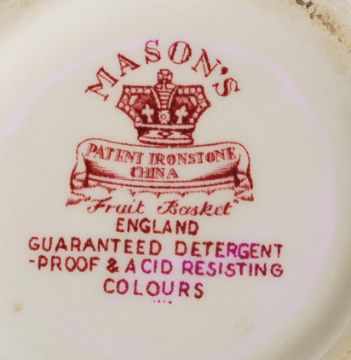 MASON'S
PATENT IRONSTONE
CHINA
"Fruit Basket"
ENGLAND
GUARANTEED DETERGENT
-PROOF & ACID RESISTING
COLOURS